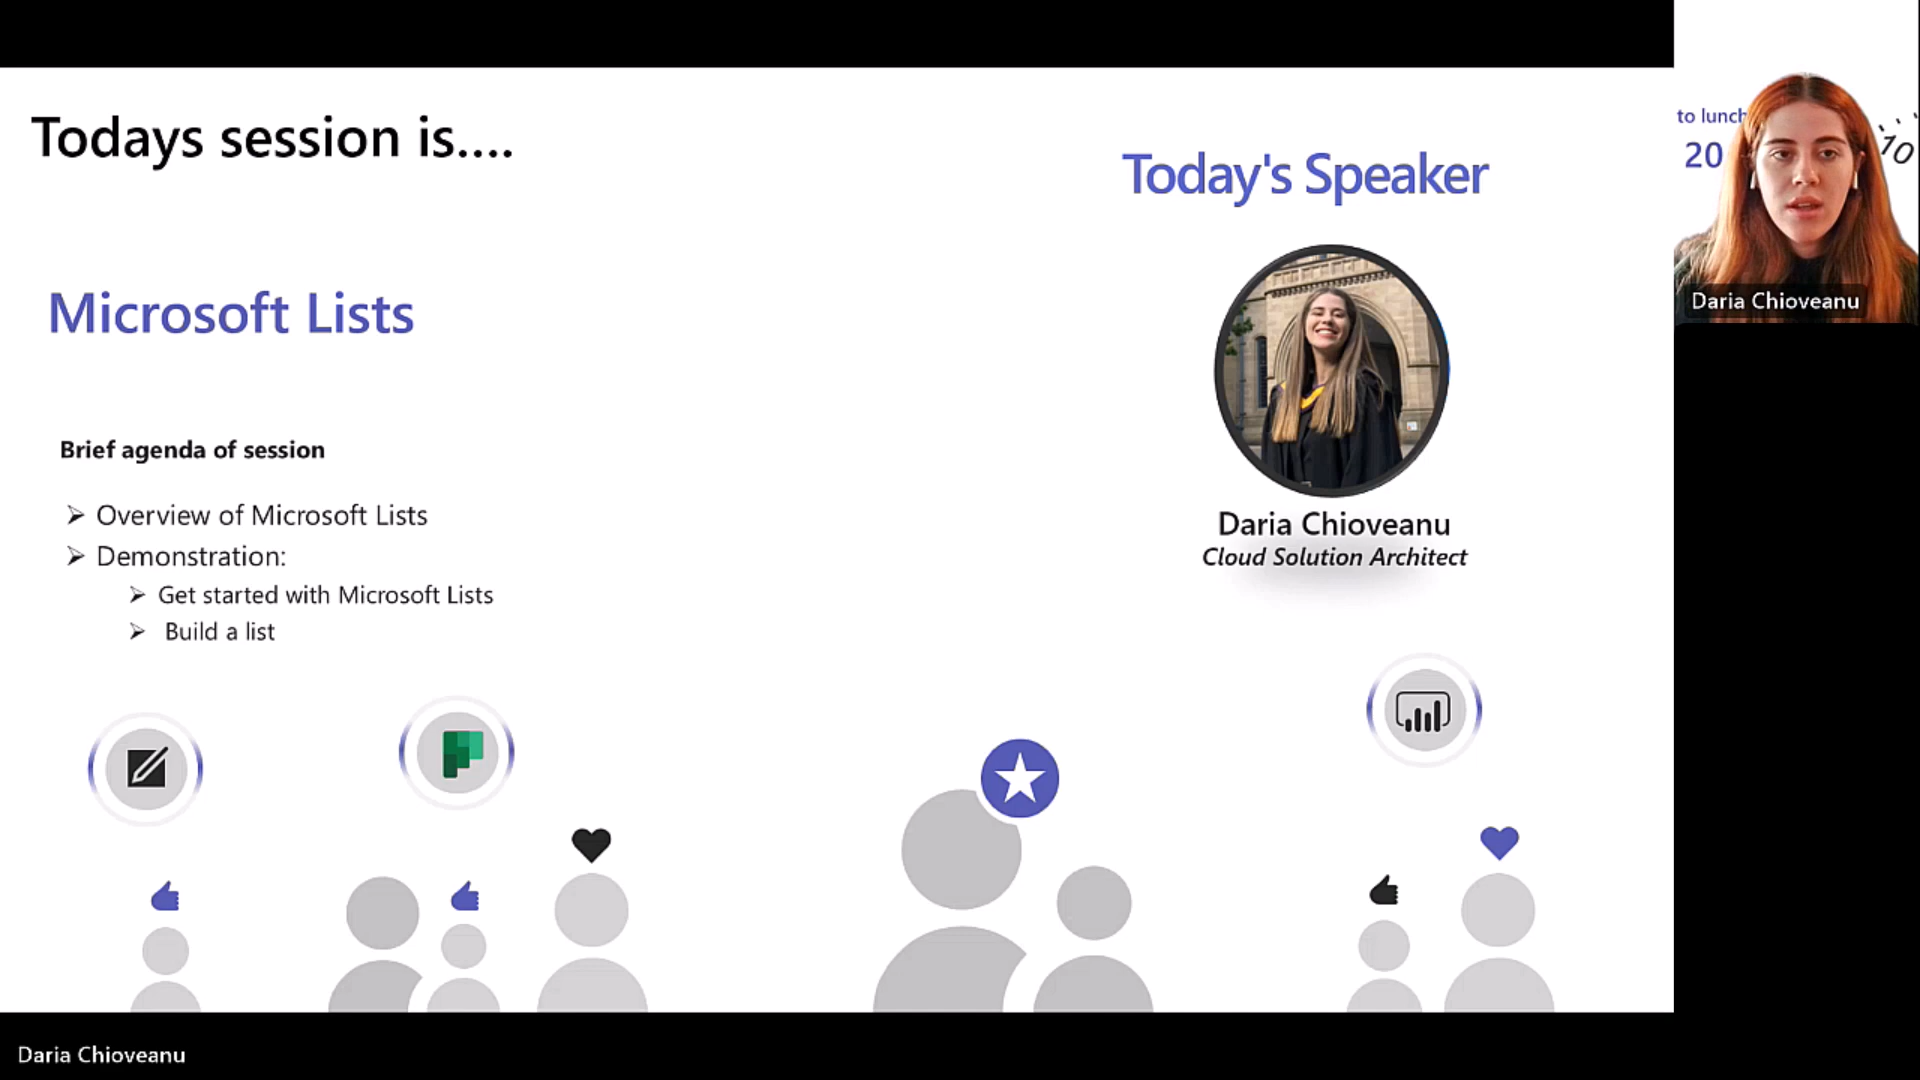 Todays session is....
Microsoft Lists
Brief agenda of session
Overview of Microsoft Lists
Demonstration:
Get started with Microsoft Lists
Build a list
Today's Speaker
Daria Chioveanu
Cloud Solution Architect
to lunch
20
10
Daria Chioveanu
Daria Chioveanu